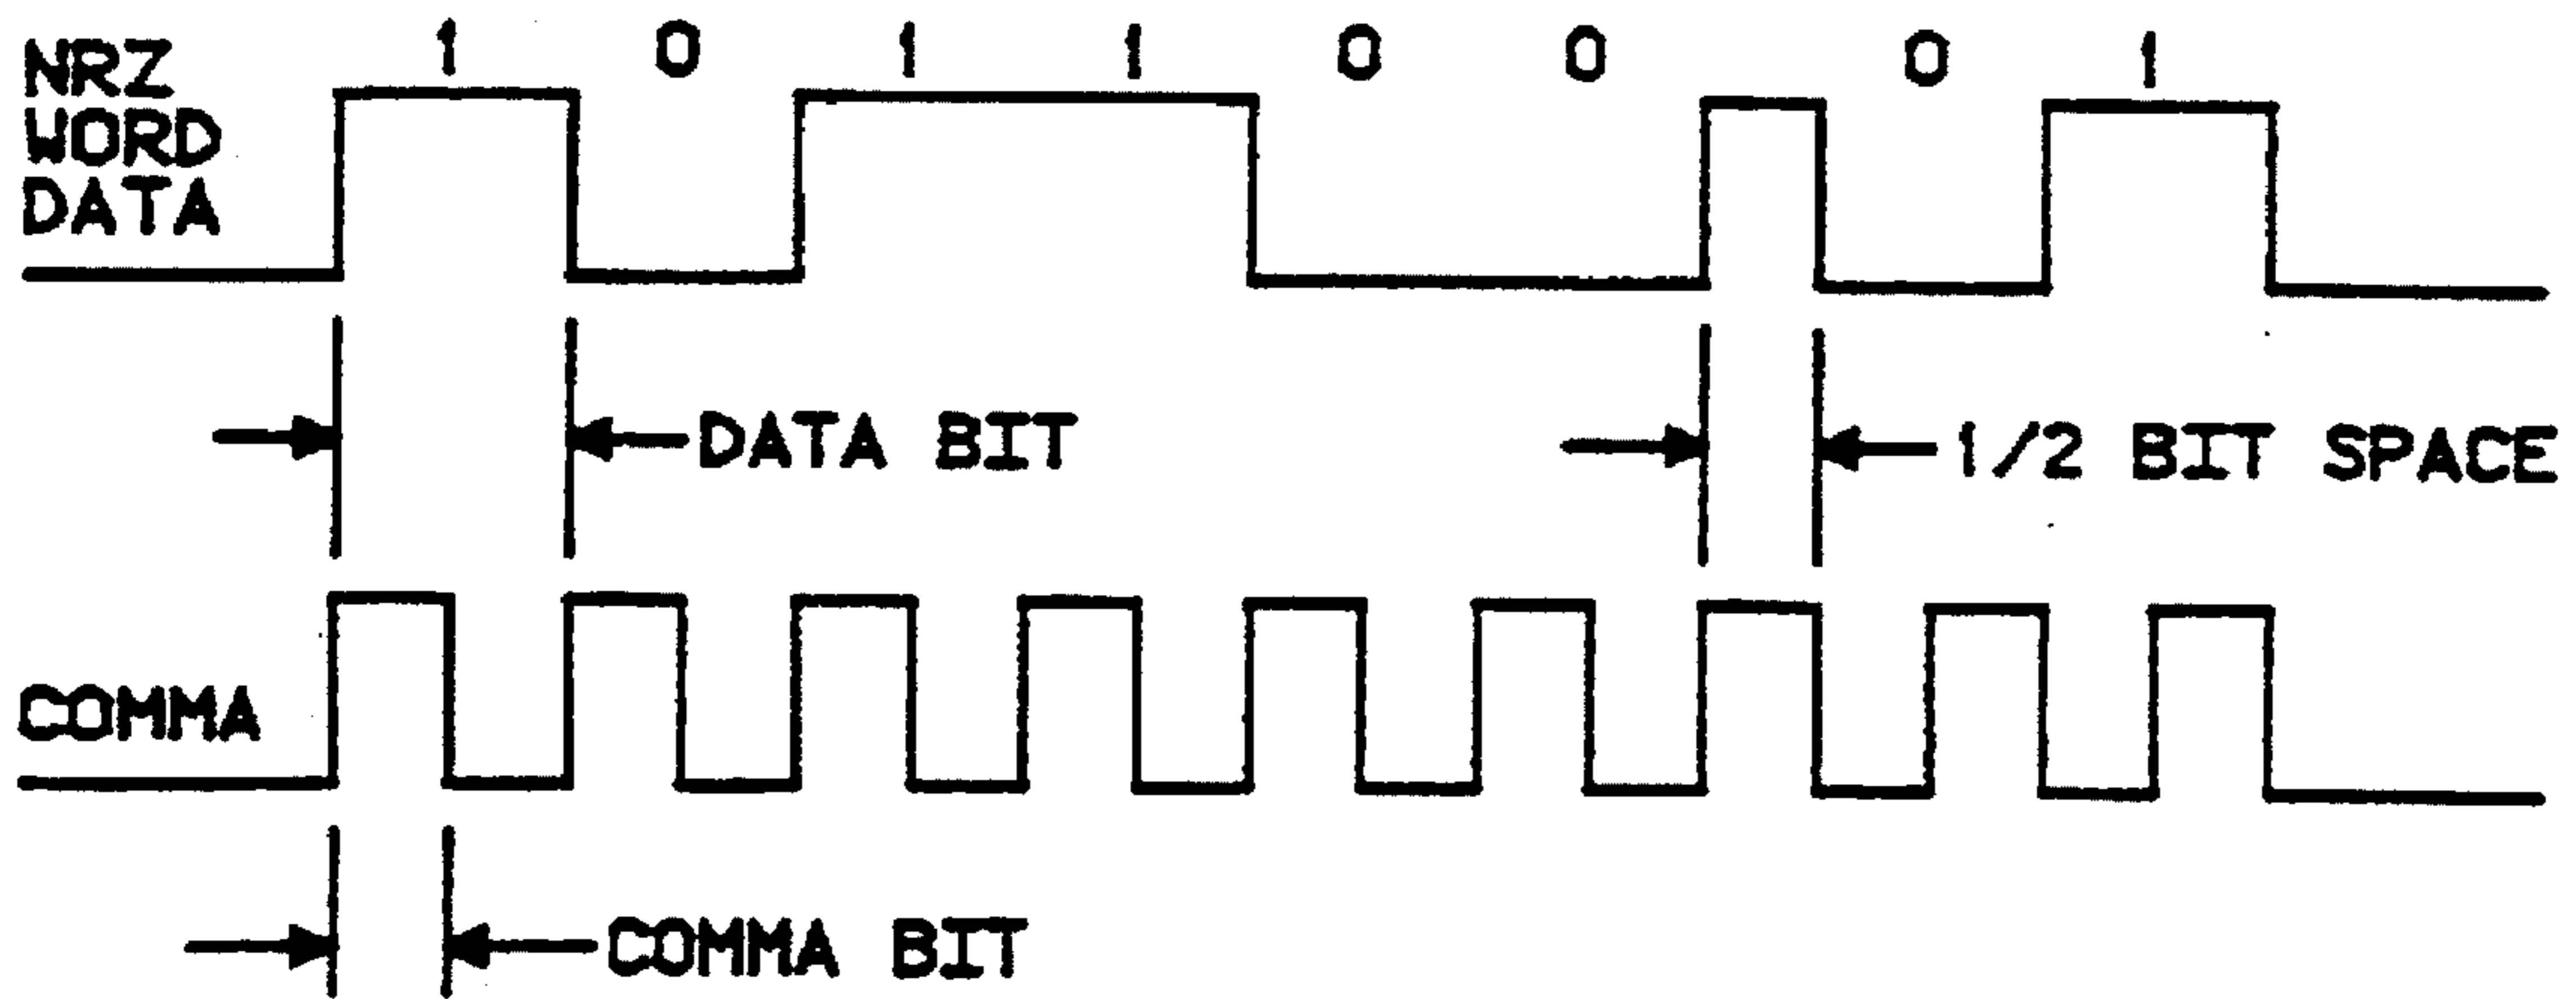 1 0 1 1 0 0 0 1
NRZ
WORD
DATA
DATA BIT
1/2 BIT SPACE
COMMA
COMMA BIT